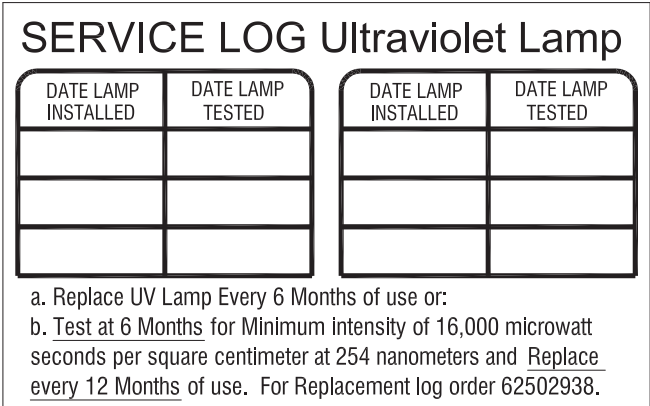 SERVICE LOG Ultraviolet Lamp
DATE LAMP INSTALLED
DATE LAMP TESTED
DATE LAMP INSTALLED
DATE LAMP TESTED
a. Replace UV Lamp Every 6 Months of use or:
b. Test at 6 Months for Minimum intensity of 16,000 microwatt
seconds per square centimeter at 254 nanometers and Replace
every 12 Months of use.  For Replacement log order 62502938.